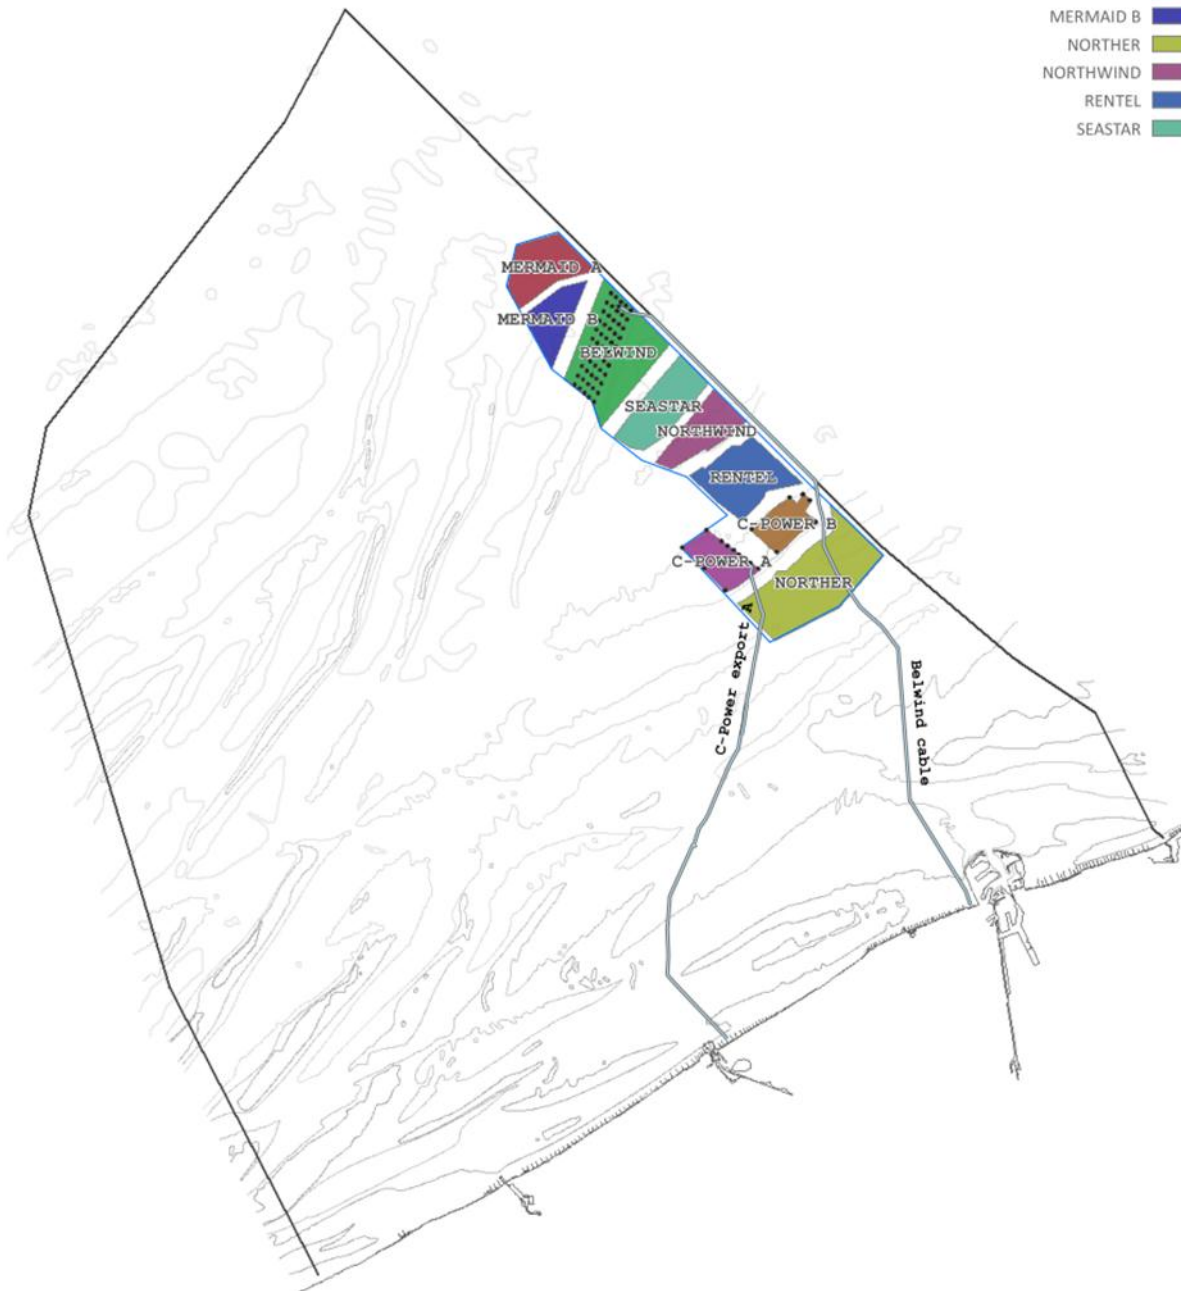 MERMAID B
NORTHER
NORTHWIND
RENTEL
SEASTAR
MERMAID A
MERMAID B
BELWIND
SEASTAR
NORTHWIND
RENTEL
C-POWER B
C-POWER A
NORTHER
C-Power export A
Belwind cable